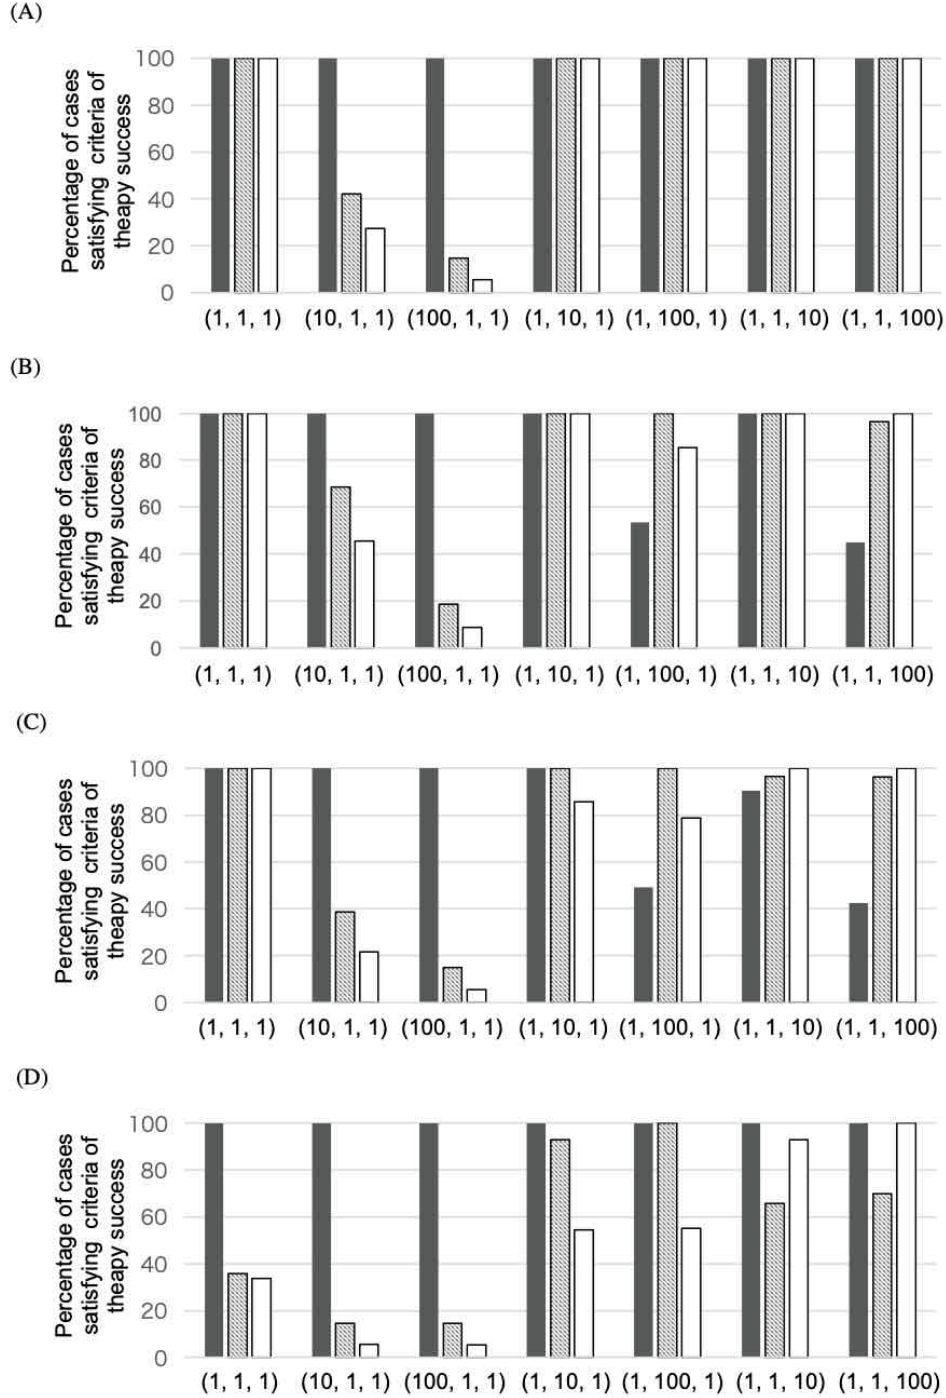 (A)
Percentage of cases
satisfying criteria of
theapy success
100
80
60
40
20
0
(1, 1, 1) (10, 1, 1) (100, 1, 1) (1, 10, 1) (1, 100, 1) (1, 1, 10) (1, 1, 100)
(B)
Percentage of cases
satisfying criteria of
theapy success
100
80
60
40
20
0
(1, 1, 1) (10, 1, 1) (100, 1, 1) (1, 10, 1) (1, 100, 1) (1, 1, 10) (1, 1, 100)
(C)
Percentage of cases
satisfying criteria of
theapy success
100
80
60
40
20
0
(1, 1, 1) (10, 1, 1) (100, 1, 1) (1, 10, 1) (1, 100, 1) (1, 1, 10) (1, 1, 100)
(D)
Percentage of cases
satisfying criteria of
theapy success
100
80
60
40
20
0
(1, 1, 1) (10, 1, 1) (100, 1, 1) (1, 10, 1) (1, 100, 1) (1, 1, 10) (1, 1, 100)